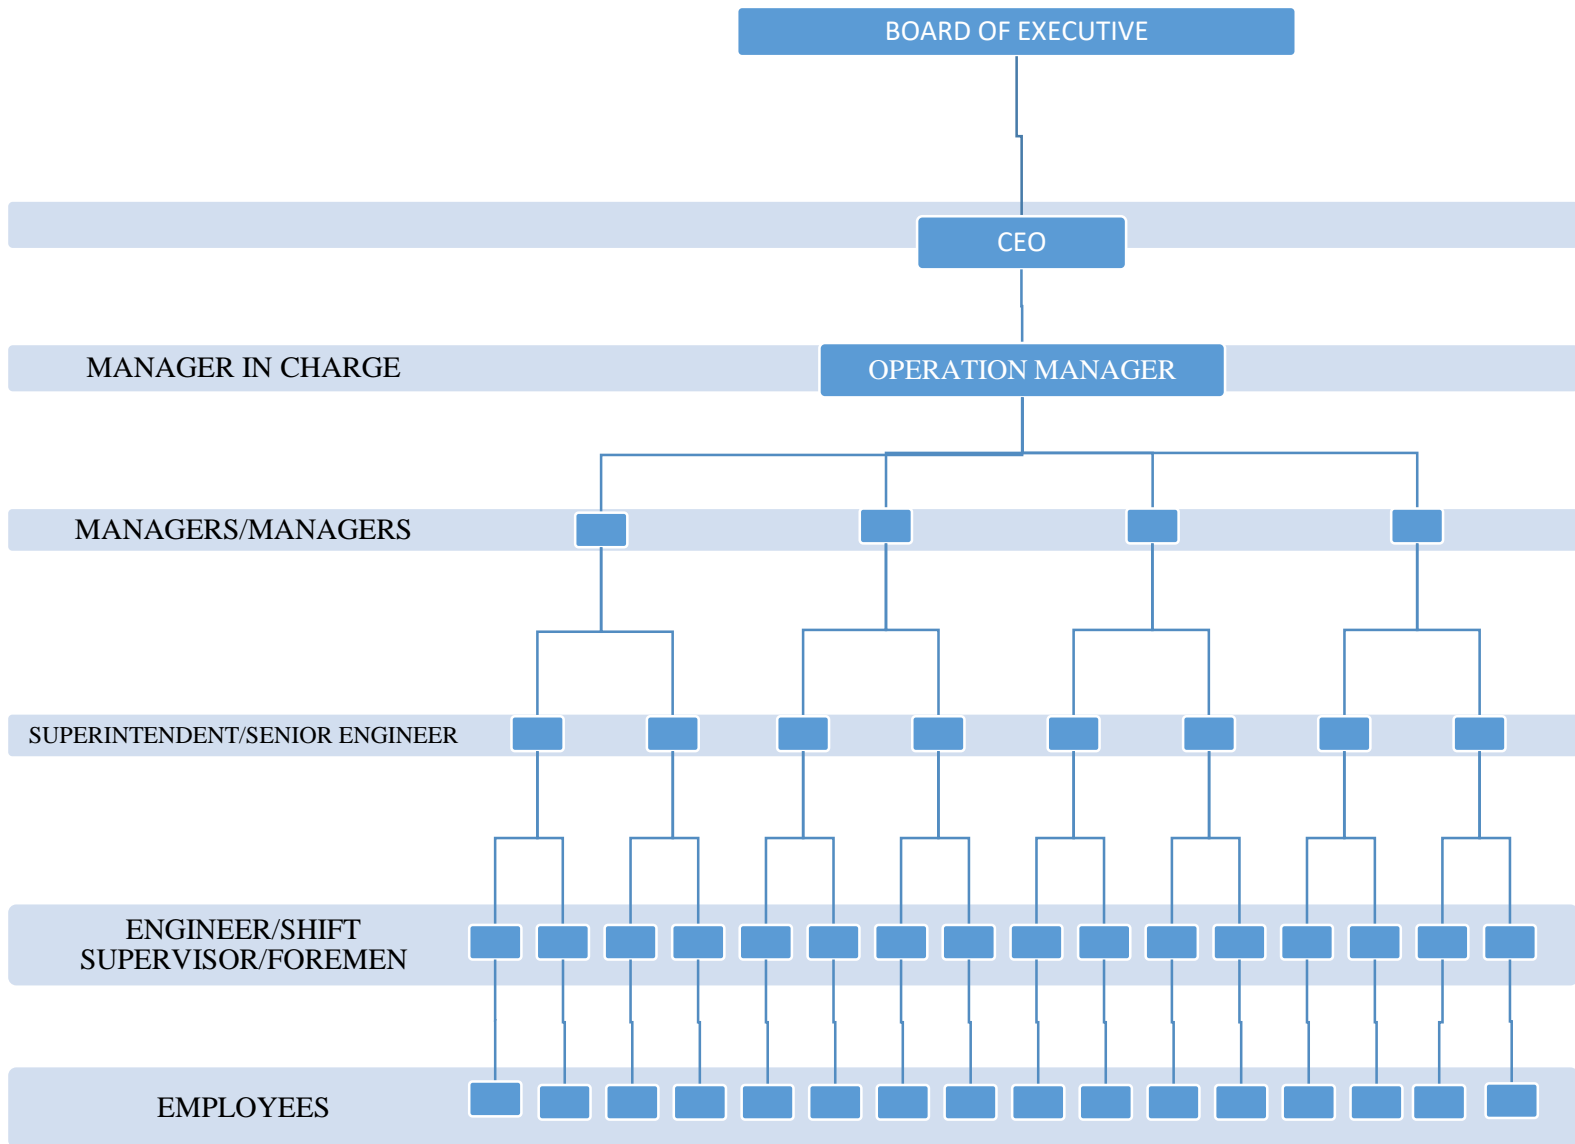 BOARD OF EXECUTIVE
CEO
MANAGER IN CHARGE
OPERATION MANAGER
MANAGERS/MANAGERS
SUPERINTENDENT/SENIOR ENGINEER
ENGINEER/SHIFT
SUPERVISOR/FOREMEN
EMPLOYEES